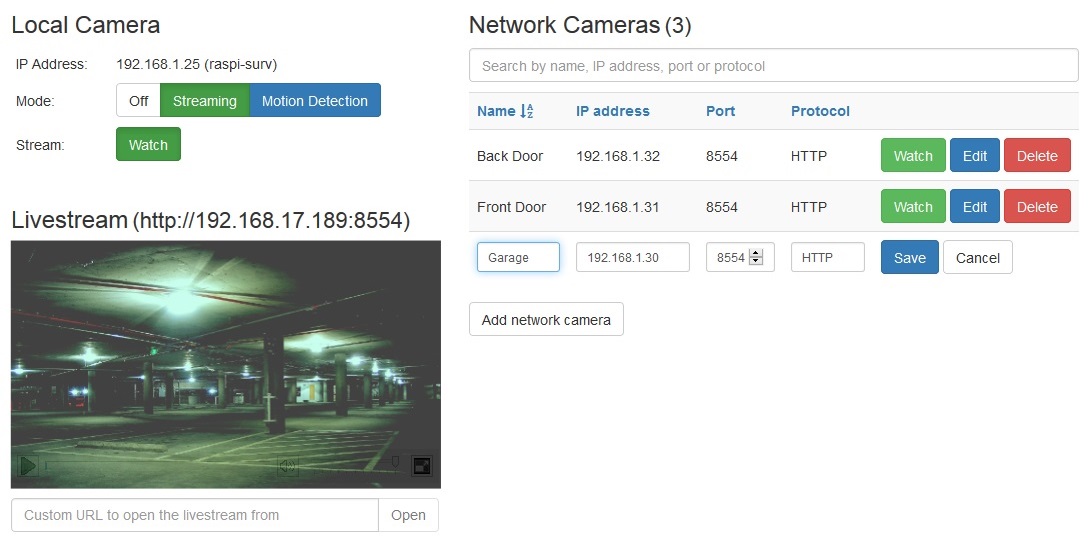 Local Camera
IP Address: 192.168.1.25 (raspi-surv)
Mode: Off Streaming Motion Detection
Stream: Watch
Livestream (http://192.168.17.189:8554)
Custom URL to open the livestream from Open
Network Cameras (3)
Search by name, IP address, port or protocol
Name IP address Port Protocol
Back Door 192.168.1.32 8554 HTTP Watch Edit Delete
Front Door 192.168.1.31 8554 HTTP Watch Edit Delete
Garage 192.168.1.30 8554 HTTP Save Cancel
Add network camera